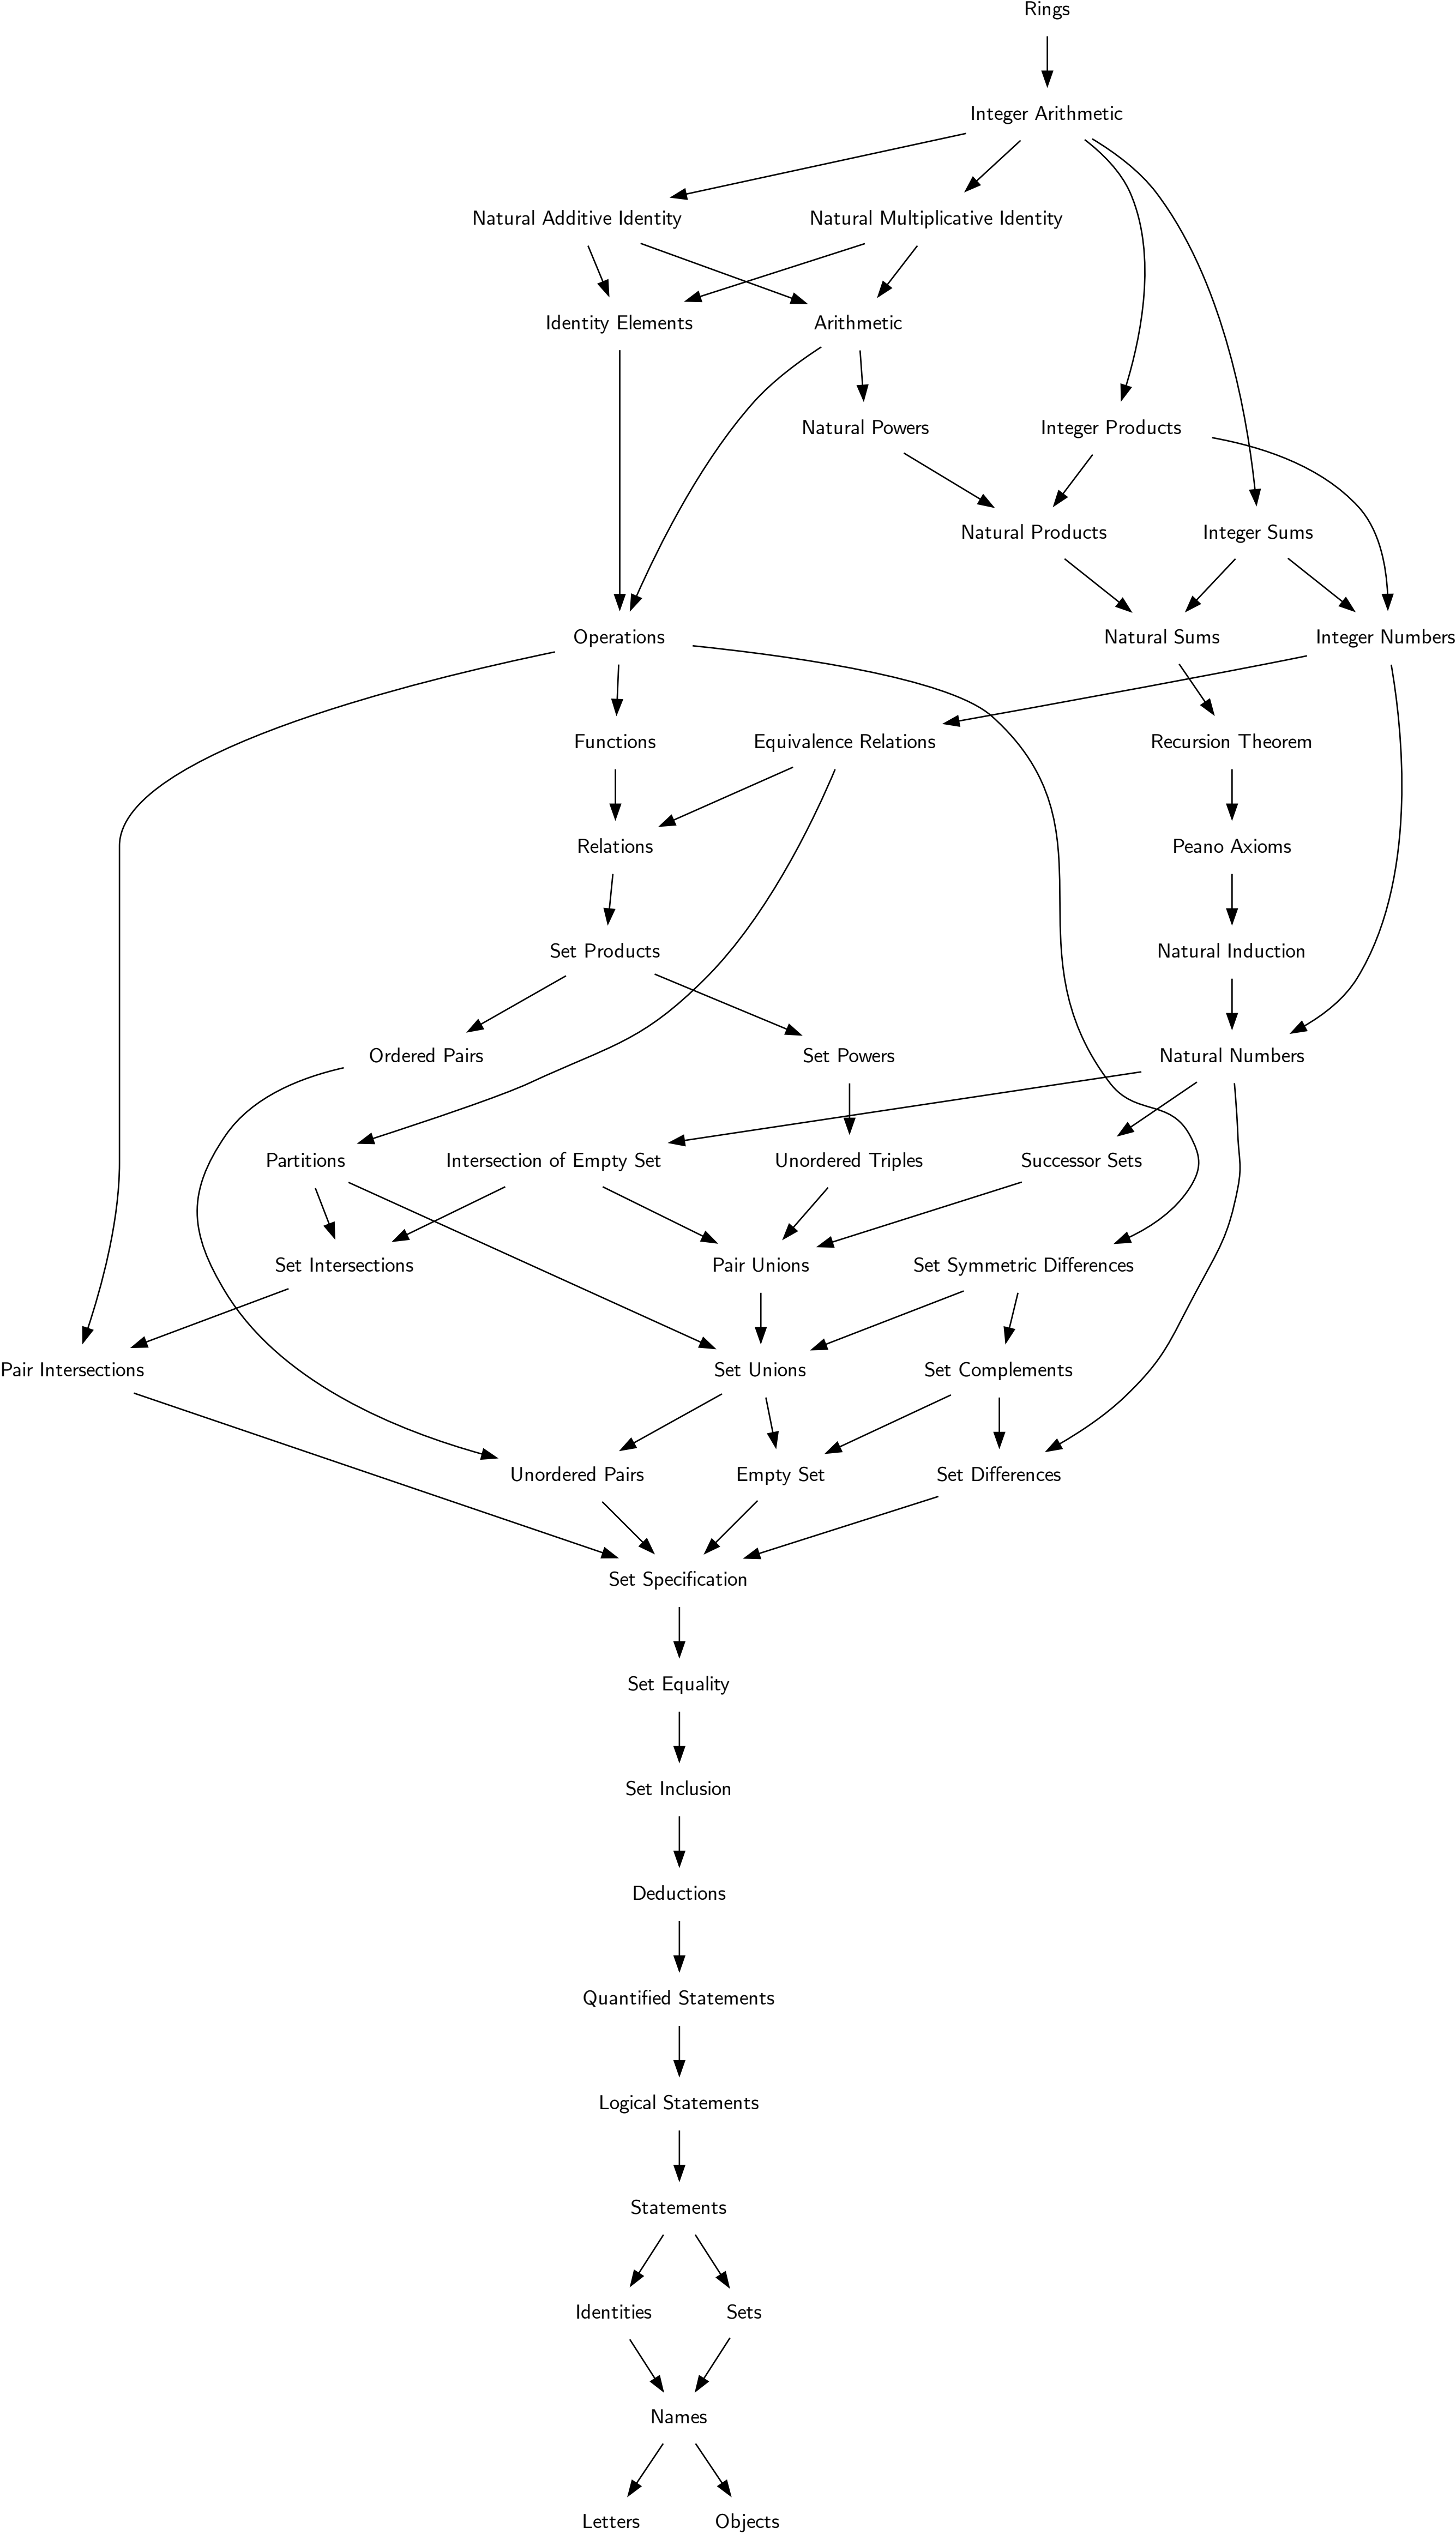 Rings
Integer Arithmetic
Natural Additive Identity
Natural Multiplicative Identity
Identity Elements
Arithmetic
Natural Powers
Integer Products
Natural Products
Integer Sums
Operations
Natural Sums
Integer Numbers
Functions
Equivalence Relations
Recursion Theorem
Relations
Peano Axioms
Set Products
Natural Induction
Ordered Pairs
Set Powers
Natural Numbers
Partitions
Intersection of Empty Set
Unordered Triples
Successor Sets
Set Intersections
Pair Unions
Set Symmetric Differences
Pair Intersections
Set Unions
Set Complements
Unordered Pairs
Empty Set
Set Differences
Set Specification
Set Equality
Set Inclusion
Deductions
Quantified Statements
Logical Statements
Statements
Identities
Sets
Names
Letters
Objects